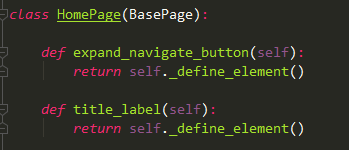 class HomePage(BasePage):
def expand_navigate_button(self):
return self._define_element()
def title_label(self):
return self._define_element()